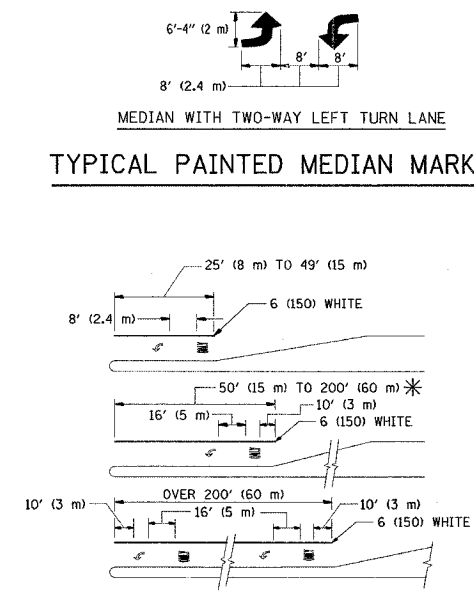 6'-4" (2 m)
8' 8'
8' (2.4 m)
MEDIAN WITH TWO-WAY LEFT TURN LANE
TYPICAL PAINTED MEDIAN MARK
25' (8 m) TO 49' (15 m)
6 (150) WHITE
8' (2.4 m)
50' (15 m) TO 200' (60 m) *
16' (5 m) 10' (3 m)
6 (150) WHITE
OVER 200' (60 m)
10' (3 m) 16' (5 m) 10' (3 m)
6 (150) WHITE